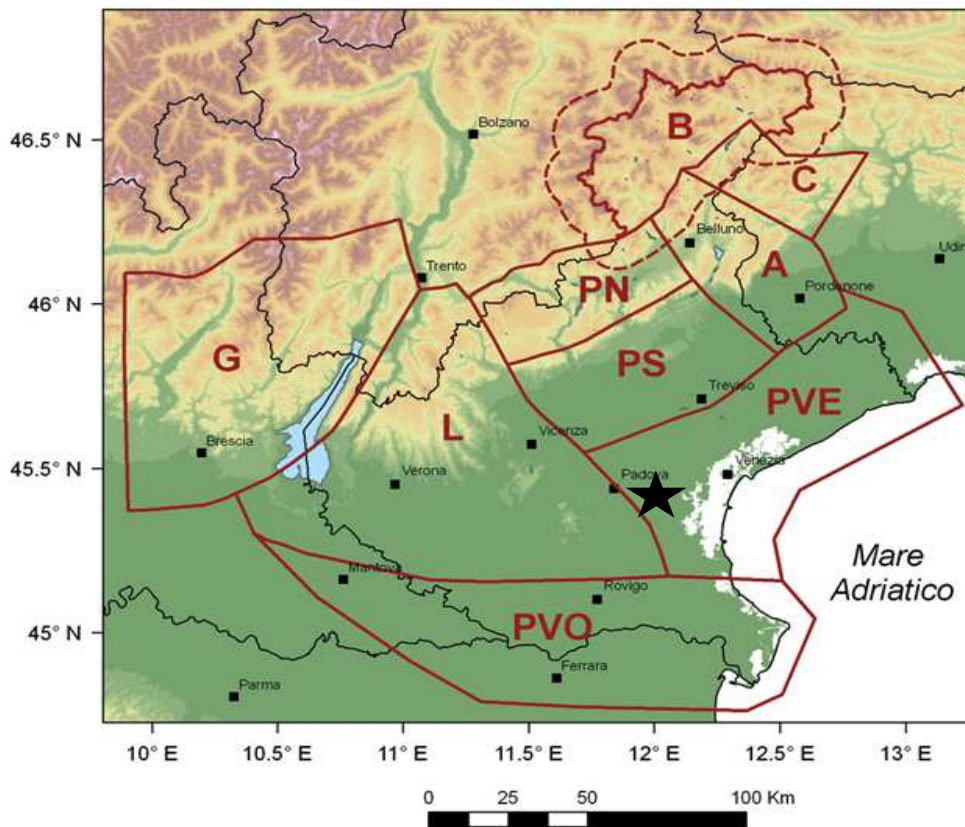 46.5° N
46° N
45.5° N
45° N
Bolzano
B
C
Belluno
Udin
A
Trento
PN
Pordenone
G
PS
Treviso
PVE
L
Vicenza
Brescia
Verona
Padova
Venezia
Mare
Adriatico
Mantova
Rovigo
PVO
Ferrara
Parma
10° E
10.5° E
11° E
11.5° E
12° E
12.5° E
13° E
0
25
50
100 Km